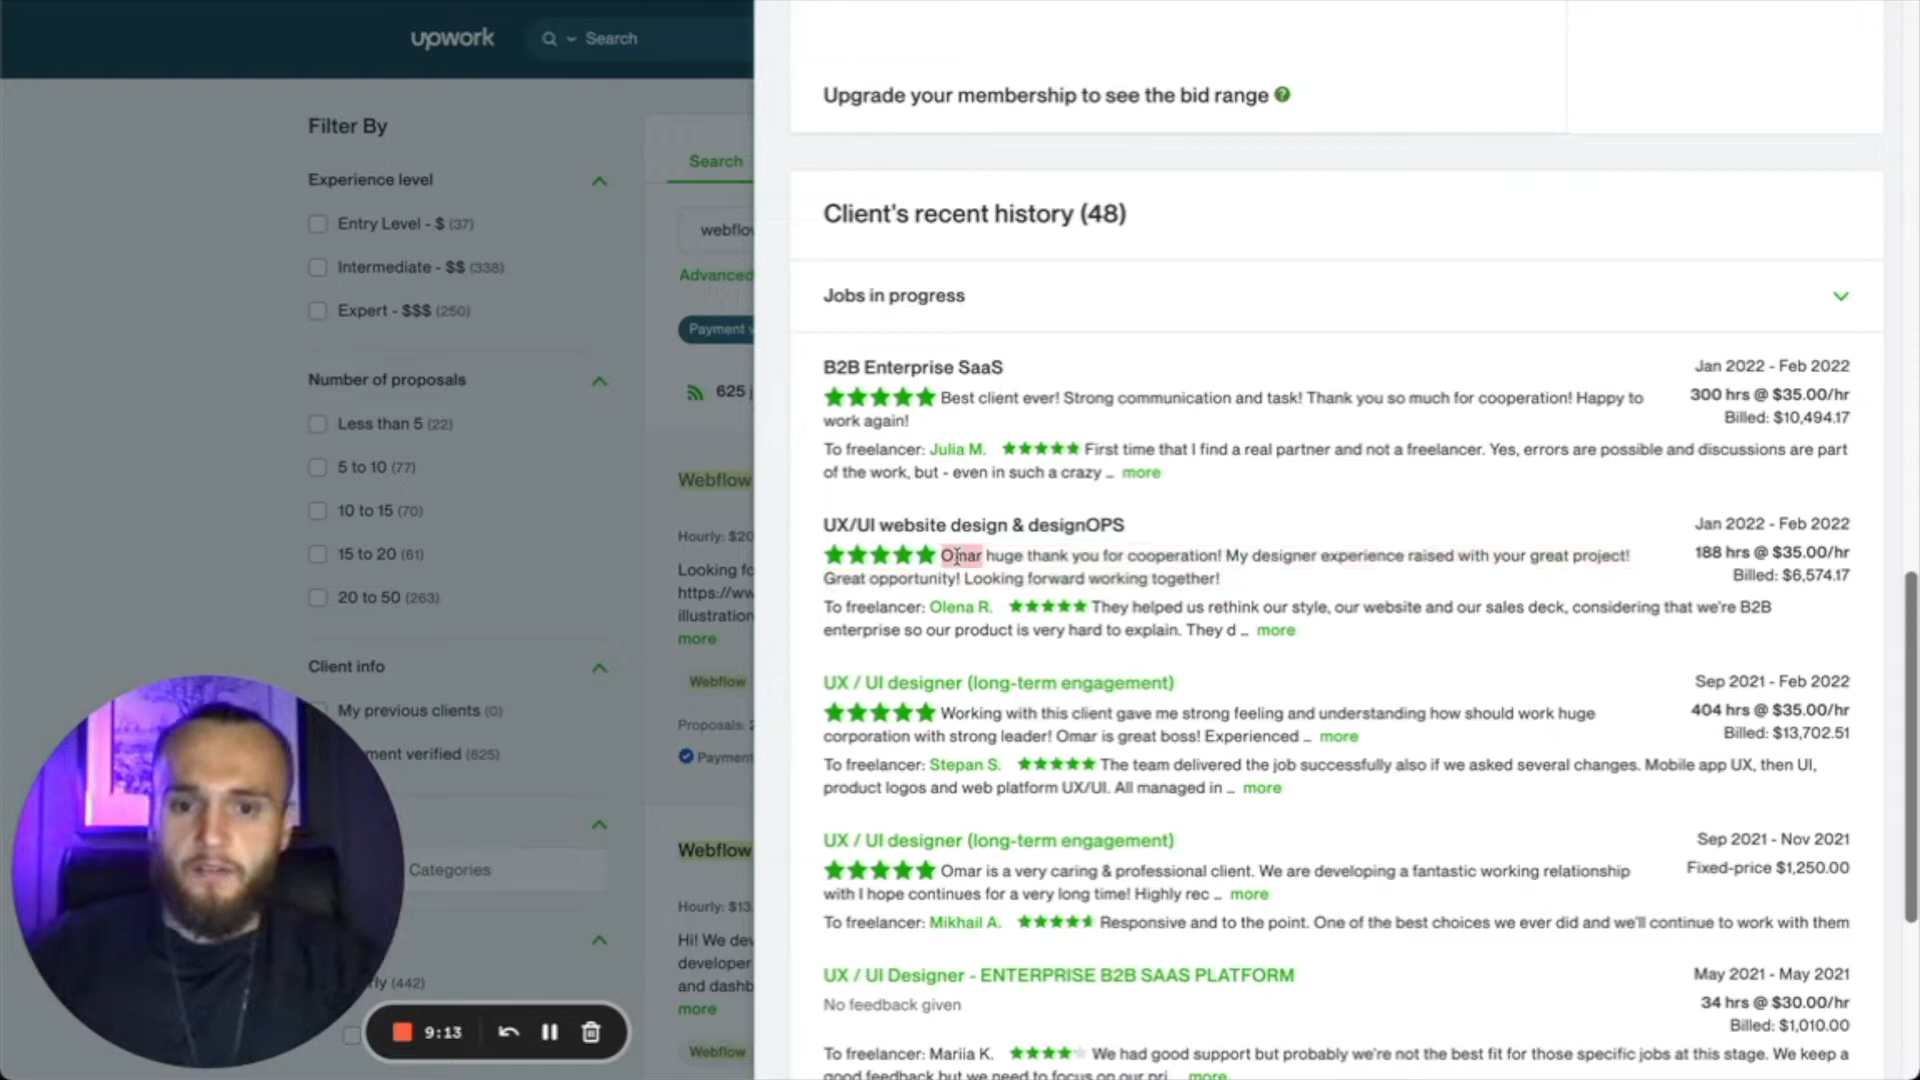 upwork
Search
Filter By
Experience level
Entry Level - $ (37)
Intermediate - $$ (338)
Expert - $$$ (250)
Number of proposals
Less than 5 (22)
5 to 10 (77)
10 to 15 (70)
15 to 20 (61)
20 to 50 (263)
Client info
My previous clients (0)
ment verified (625)
Categories
(442)
9:13
Search
webflow
Advanced
Payment
625
Webflow
Hourly: $20
Looking fo
https://ww
illustration
more
Webflow
Proposals: 2
Payment
Webflow
Hourly: $13
Hi! We dev
developer
and dashb
more
Webflow
Upgrade your membership to see the bid range ?
Client's recent history (48)
Jobs in progress
B2B Enterprise SaaS
Jan 2022 - Feb 2022
Best client ever! Strong communication and task! Thank you so much for cooperation! Happy to
work again!
300 hrs @ $35.00/hr
Billed: $10,494.17
To freelancer: Julia M. First time that I find a real partner and not a freelancer. Yes, errors are possible and discussions are part
of the work, but - even in such a crazy ... more
UX/UI website design & designOPS
Jan 2022 - Feb 2022
Omar huge thank you for cooperation! My designer experience raised with your great project!
Great opportunity! Looking forward working together!
188 hrs @ $35.00/hr
Billed: $6,574.17
To freelancer: Olena R. They helped us rethink our style, our website and our sales deck, considering that we're B2B
enterprise so our product is very hard to explain. They d ... more
UX / UI designer (long-term engagement)
Sep 2021 - Feb 2022
Working with this client gave me strong feeling and understanding how should work huge
corporation with strong leader! Omar is great boss! Experienced ... more
404 hrs @ $35.00/hr
Billed: $13,702.51
To freelancer: Stepan S. The team delivered the job successfully also if we asked several changes. Mobile app UX, then UI,
product logos and web platform UX/UI. All managed in ... more
UX / UI designer (long-term engagement)
Sep 2021 - Nov 2021
Omar is a very caring & professional client. We are developing a fantastic working relationship
with I hope continues for a very long time! Highly rec ... more
Fixed-price $1,250.00
To freelancer: Mikhail A. Responsive and to the point. One of the best choices we ever did and we'll continue to work with them
UX / UI Designer - ENTERPRISE B2B SAAS PLATFORM
May 2021 - May 2021
No feedback given
34 hrs @ $30.00/hr
Billed: $1,010.00
To freelancer: Mariia K. We had good support but probably we're not the best fit for those specific jobs at this stage. We keep a
good feedback but we need to focus on our pri ... more